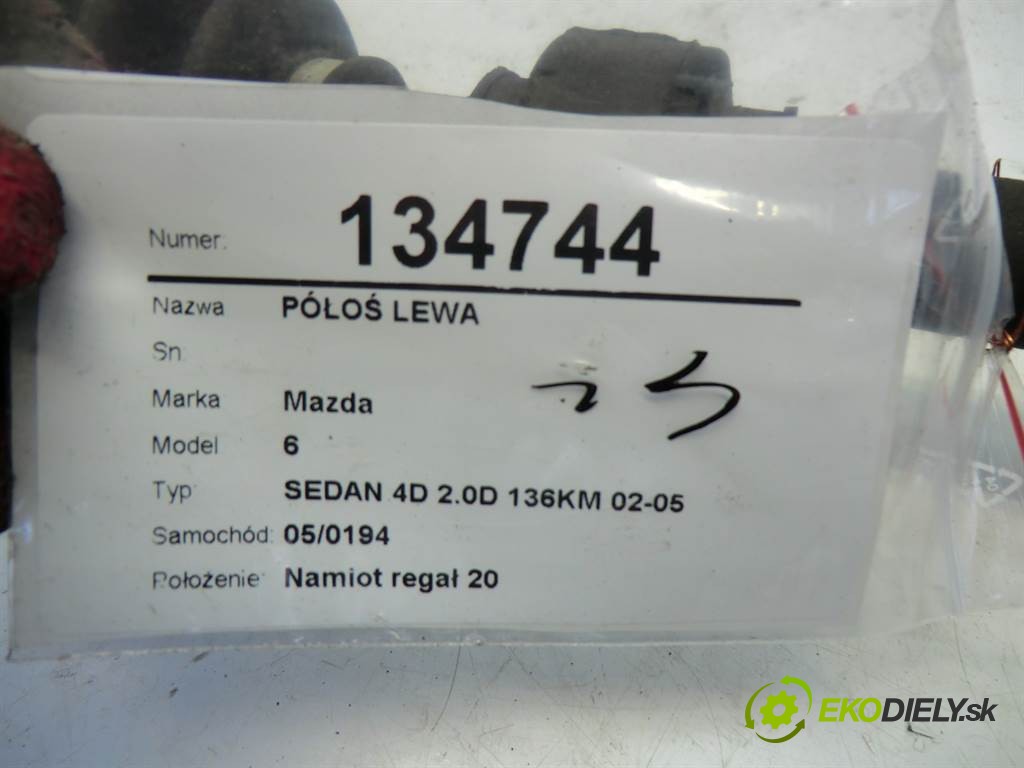 Numer: 134744
Nazwa PÓŁOŚ LEWA
Sn:
Marka Mazda
Model 6
Typ: SEDAN 4D 2.0D 136KM 02-05
Samochód: 05/0194
Położenie: Namiot regał 20
EKODIELY.sk